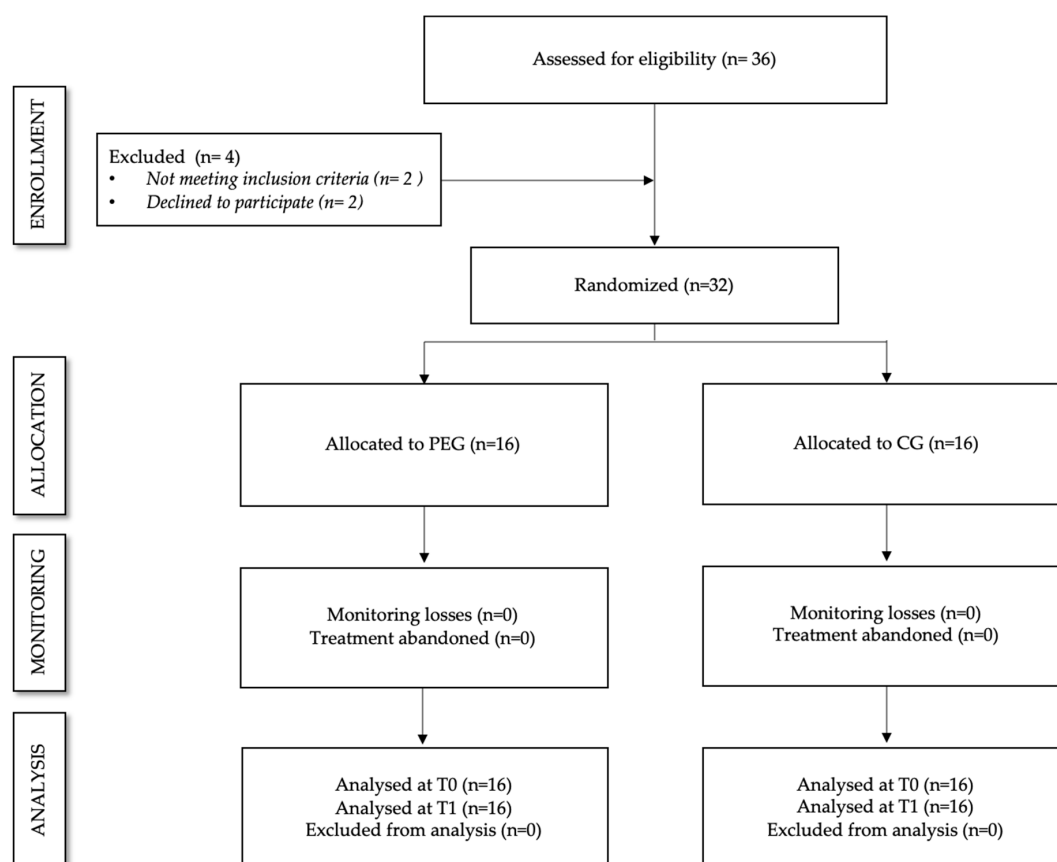 Assessed for eligibility (n= 36)
ENROLLMENT
Excluded  (n= 4)
• Not meeting inclusion criteria (n= 2 )
• Declined to participate (n= 2)
Randomized (n=32)
ALLOCATION
Allocated to PEG (n=16)
Allocated to CG (n=16)
MONITORING
Monitoring losses (n=0)
Treatment abandoned (n=0)
Monitoring losses (n=0)
Treatment abandoned (n=0)
ANALYSIS
Analysed at T0 (n=16)
Analysed at T1 (n=16)
Excluded from analysis (n=0)
Analysed at T0 (n=16)
Analysed at T1 (n=16)
Excluded from analysis (n=0)